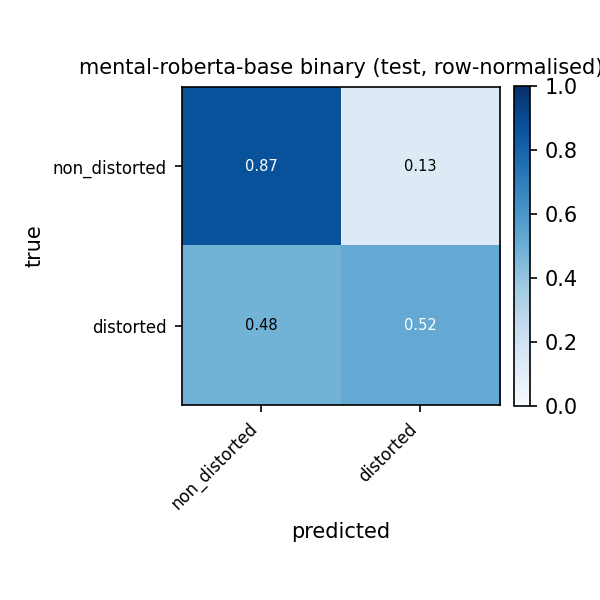 mental-roberta-base binary (test, row-normalised)
1.0
non_distorted
0.87
0.13
0.8
true
0.6
0.4
distorted
0.48
0.52
0.2
0.0
non_distorted
distorted
predicted